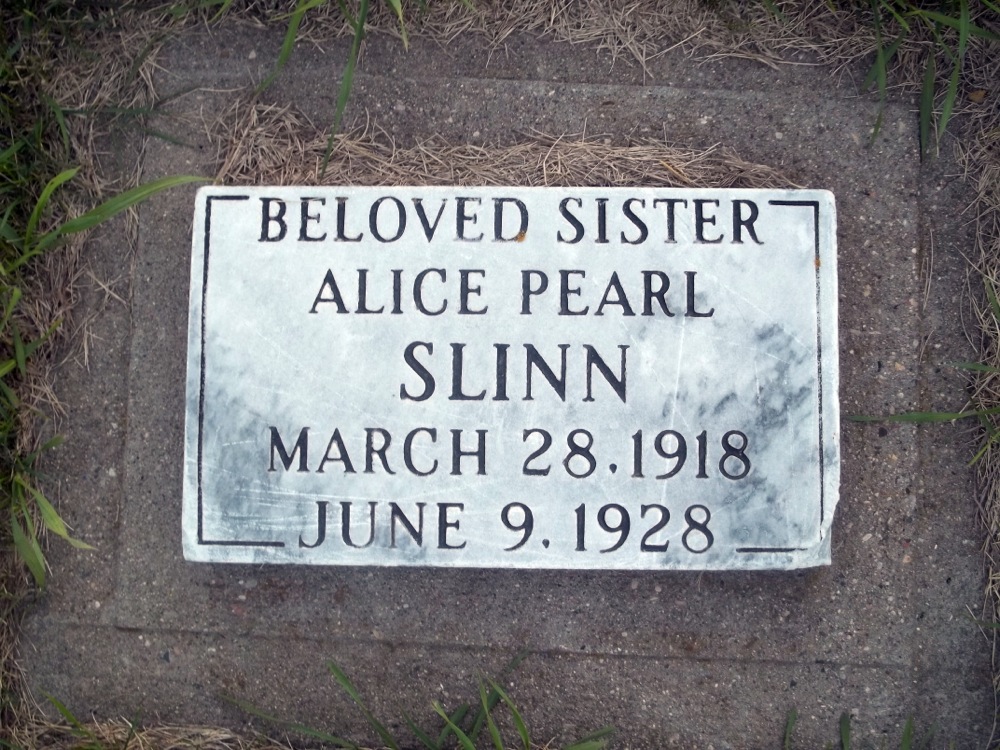 BELOVED SISTER
ALICE PEARL
SLINN
MARCH 28. 1918
JUNE 9. 1928